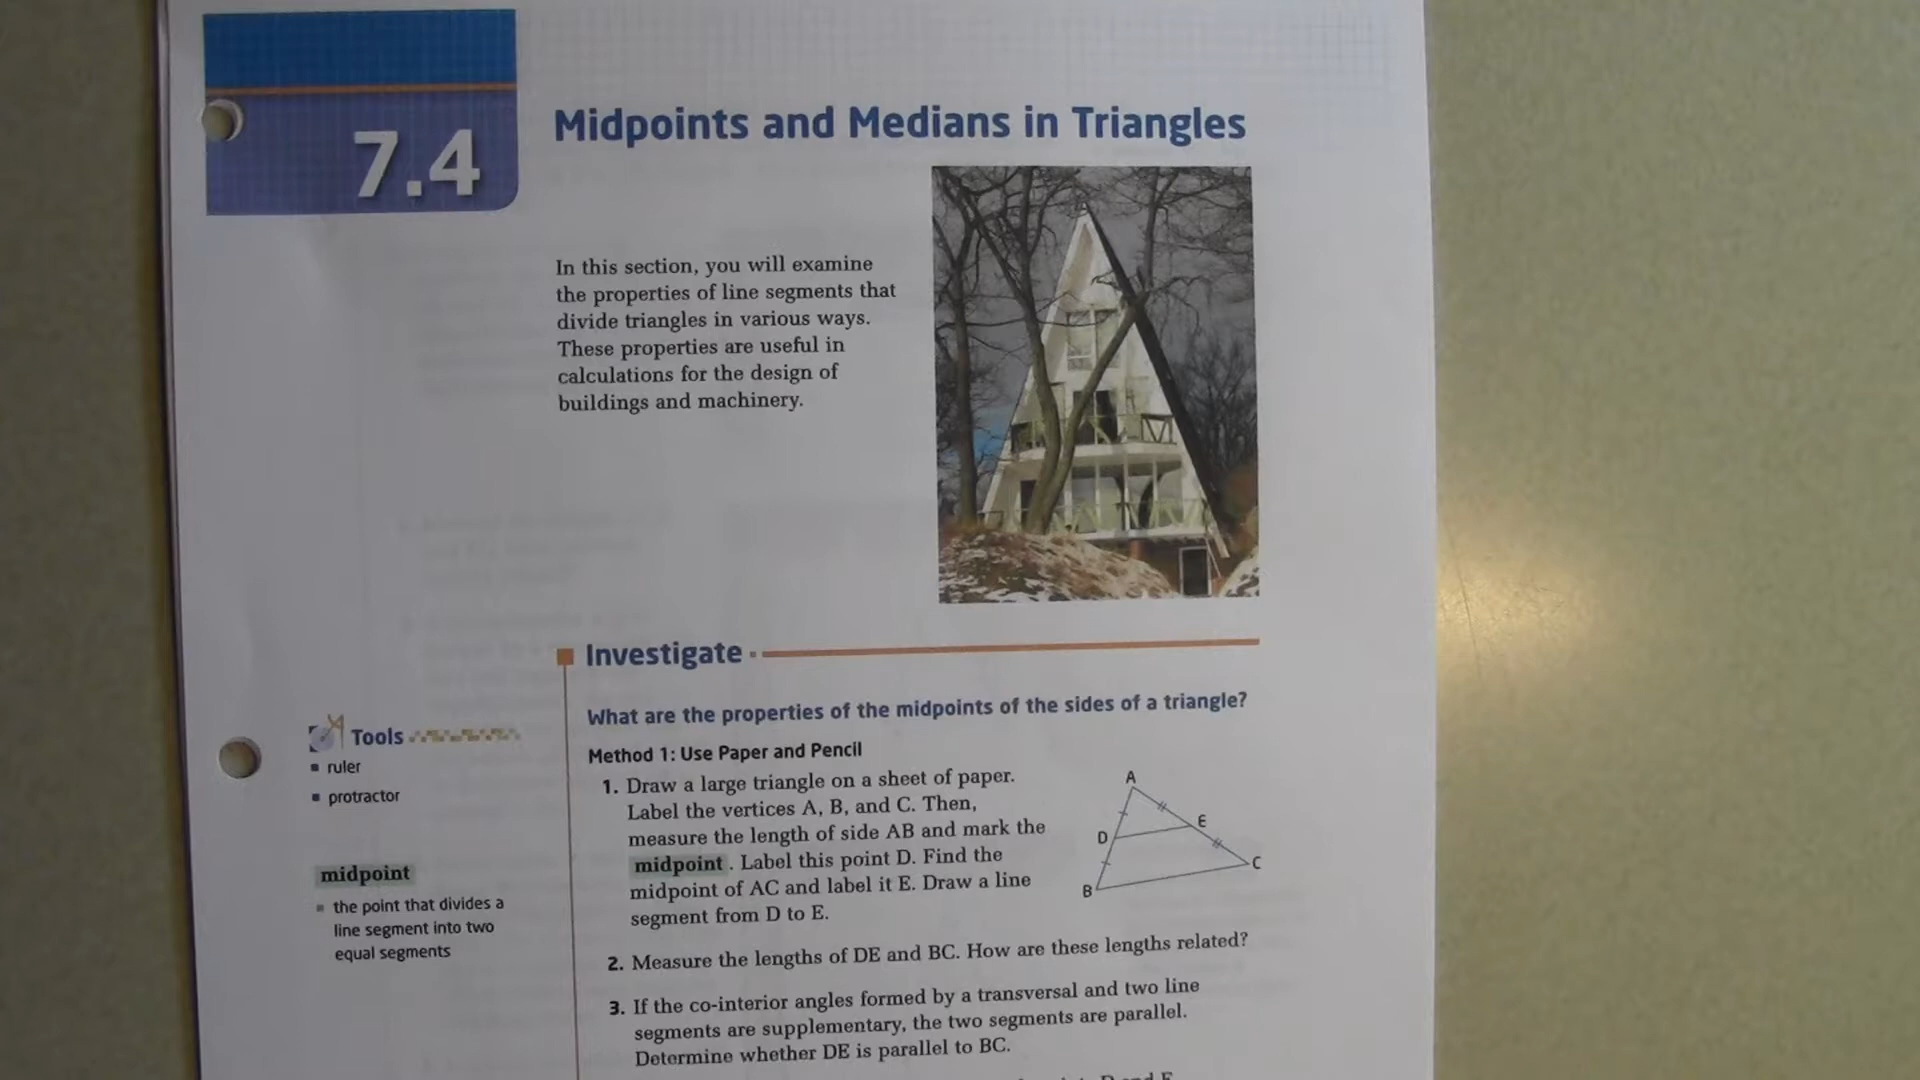 7.4
Midpoints and Medians in Triangles
In this section, you will examine
the properties of line segments that
divide triangles in various ways.
These properties are useful in
calculations for the design of
buildings and machinery.
Investigate
What are the properties of the midpoints of the sides of a triangle?
Tools
ruler
protractor
midpoint
the point that divides a
line segment into two
equal segments
Method 1: Use Paper and Pencil
1. Draw a large triangle on a sheet of paper.
Label the vertices A, B, and C. Then,
measure the length of side AB and mark the
midpoint. Label this point D. Find the
midpoint of AC and label it E. Draw a line
segment from D to E.
A
E
D
C
B
2. Measure the lengths of DE and BC. How are these lengths related?
3. If the co-interior angles formed by a transversal and two line
segments are supplementary, the two segments are parallel.
Determine whether DE is parallel to BC.